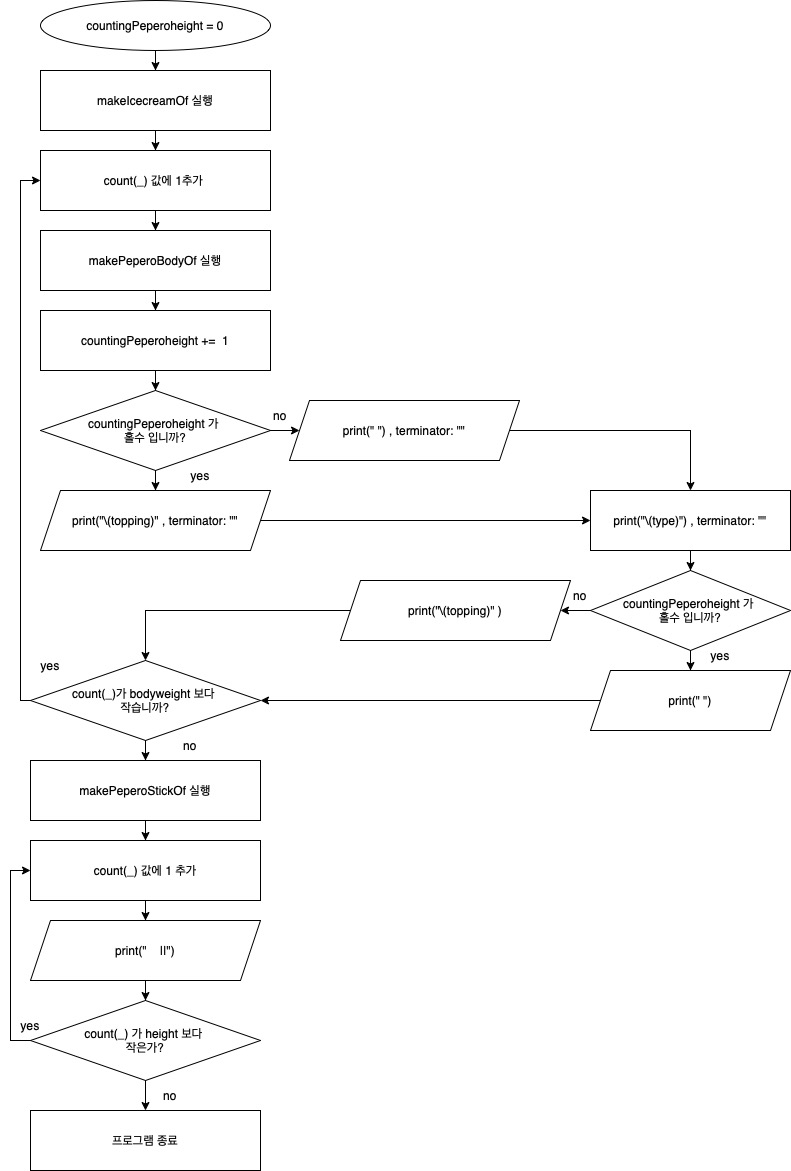 countingPeperoheight = 0
makeIcecreamOf 실행
count(_) 값에 1추가
makePeperoBodyOf 실행
countingPeperoheight +=  1
countingPeperoheight 가
홀수 입니까?
no
print(" ") , terminator: ""
yes
print("\(topping)" , terminator: ""
print("\(type)") , terminator: ""
countingPeperoheight 가
홀수 입니까?
no
print("\(topping)" )
yes
print(" ")
yes
count(_)가 bodyweight 보다
작습니까?
no
makePeperoStickOf 실행
count(_) 값에 1 추가
print("    ||")
yes
count(_) 가 height 보다
작은가?
no
프로그램 종료